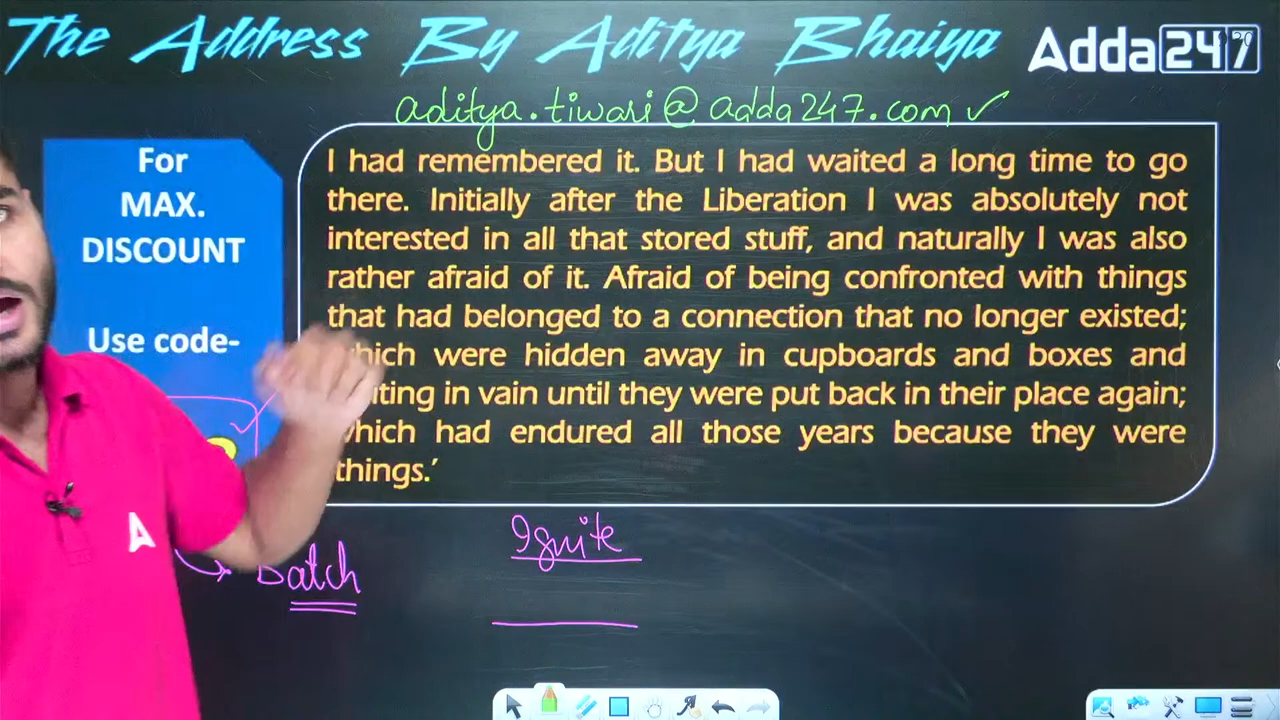 The Address By Aditya Bhaiya
Adda247
aditya.tiwari@adda247.com ✓
For
MAX.
DISCOUNT
Use code-
I had remembered it. But I had waited a long time to go
there. Initially after the Liberation I was absolutely not
interested in all that stored stuff, and naturally I was also
rather afraid of it. Afraid of being confronted with things
that had belonged to a connection that no longer existed;
which were hidden away in cupboards and boxes and
in vain until they were put back in their place again;
which had endured all those years because they were
'things.'
Batch
Ignite